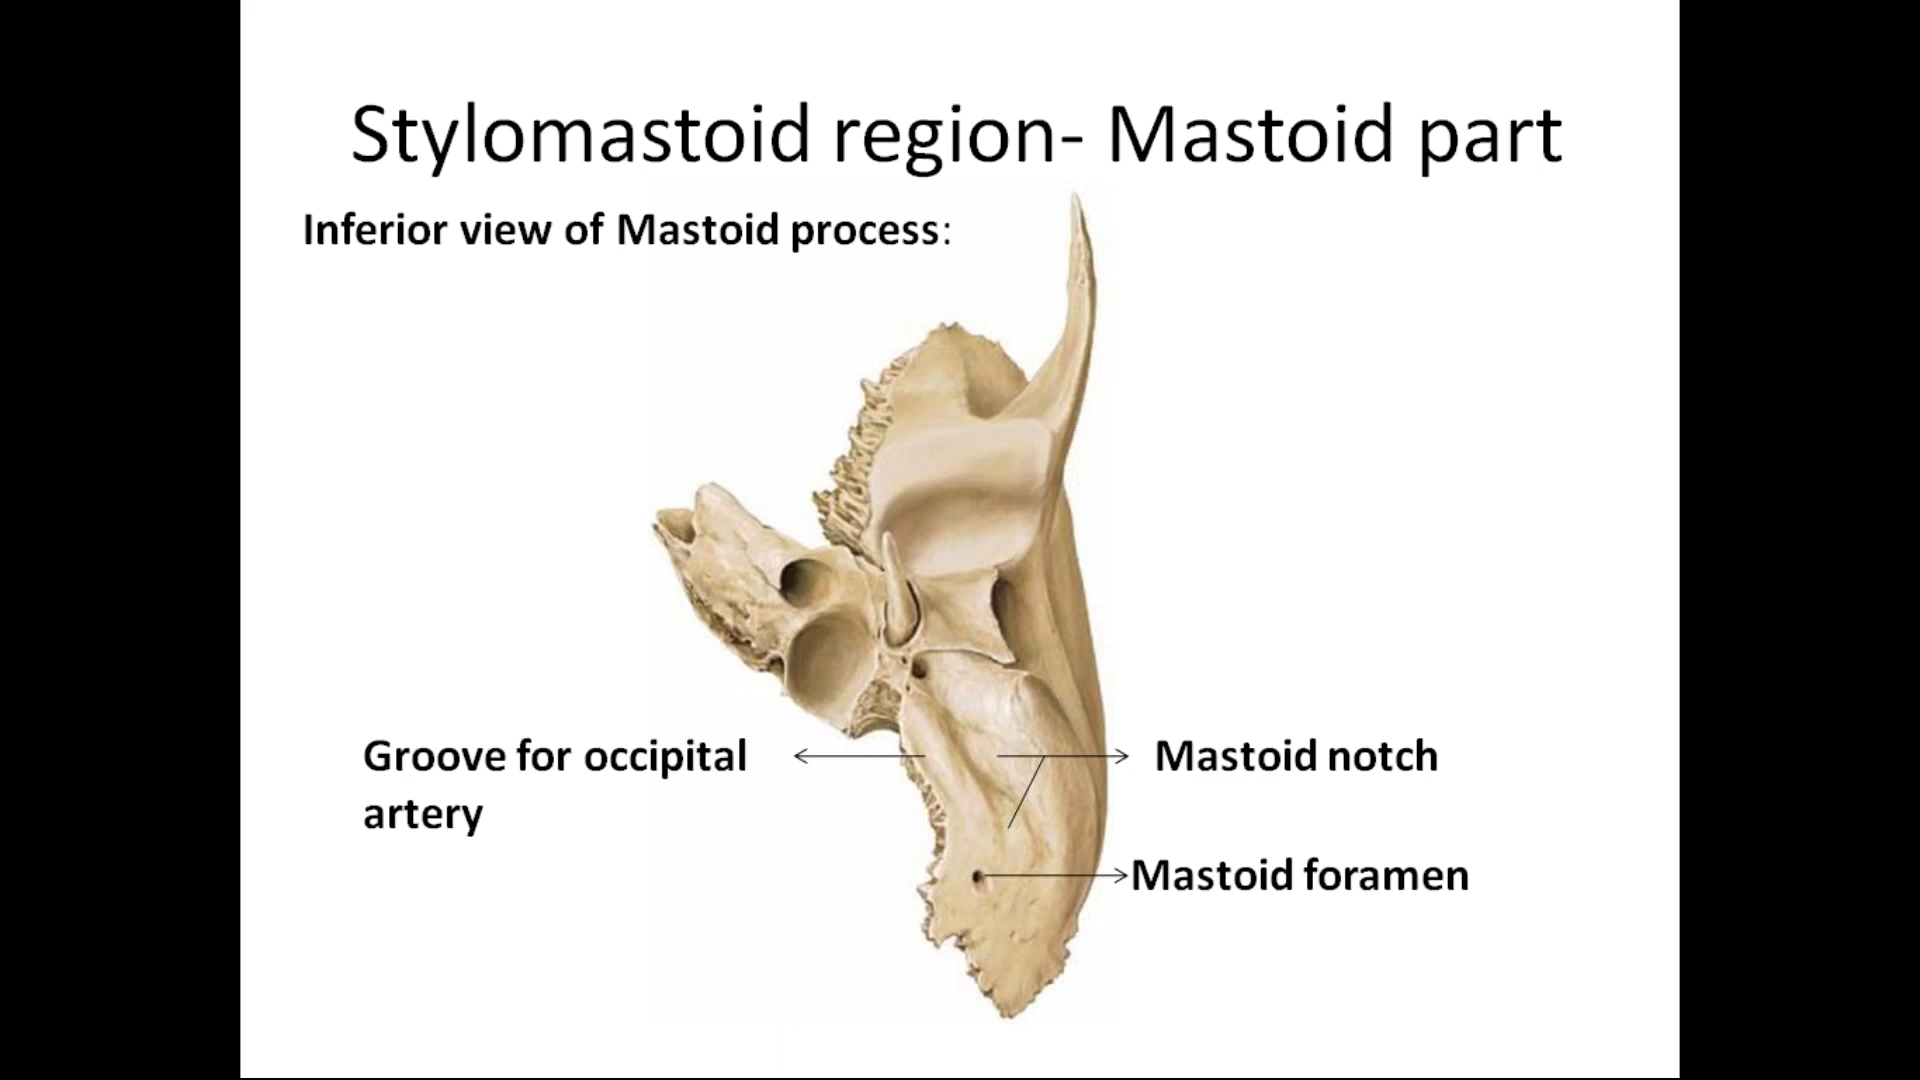 Stylomastoid region- Mastoid part
Inferior view of Mastoid process:
Groove for occipital
artery
Mastoid notch
Mastoid foramen